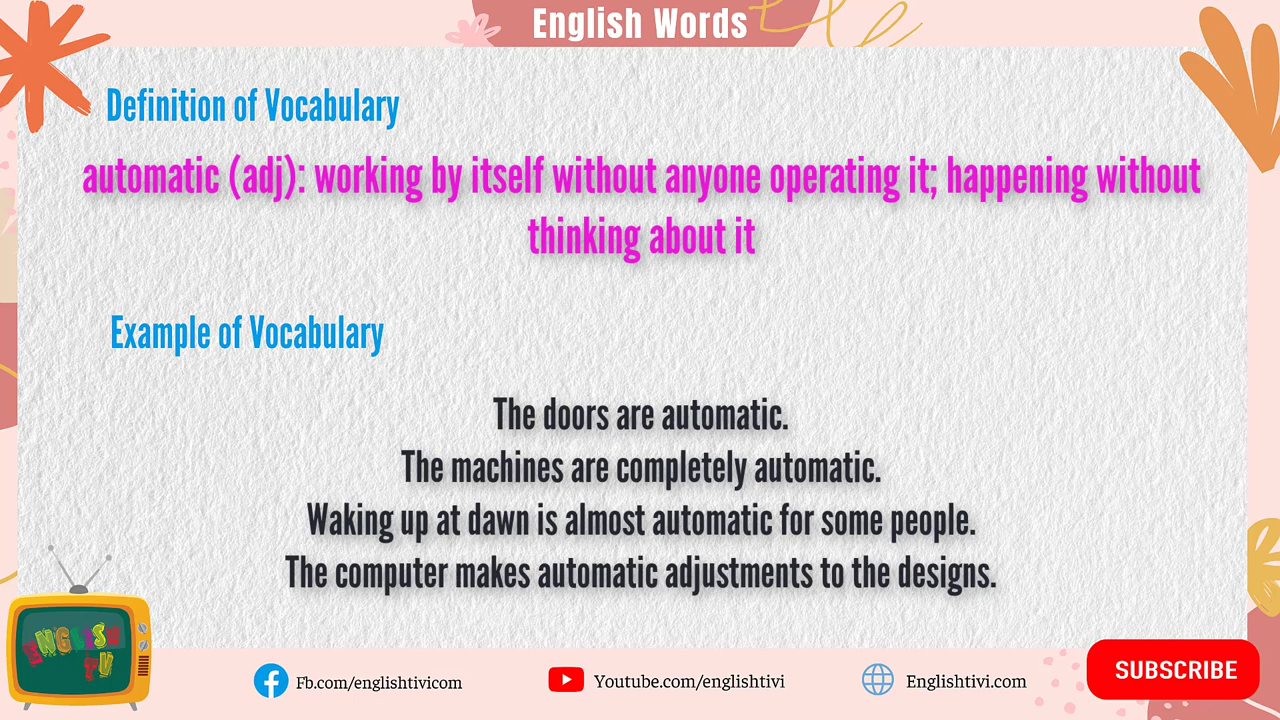 English Words
Definition of Vocabulary
automatic (adj): working by itself without anyone operating it; happening without
thinking about it
Example of Vocabulary
The doors are automatic.
The machines are completely automatic.
Waking up at dawn is almost automatic for some people.
The computer makes automatic adjustments to the designs.
ENGLISH
TV
Fb.com/englishtivicom
Youtube.com/englishtivi
Englishtivi.com
SUBSCRIBE